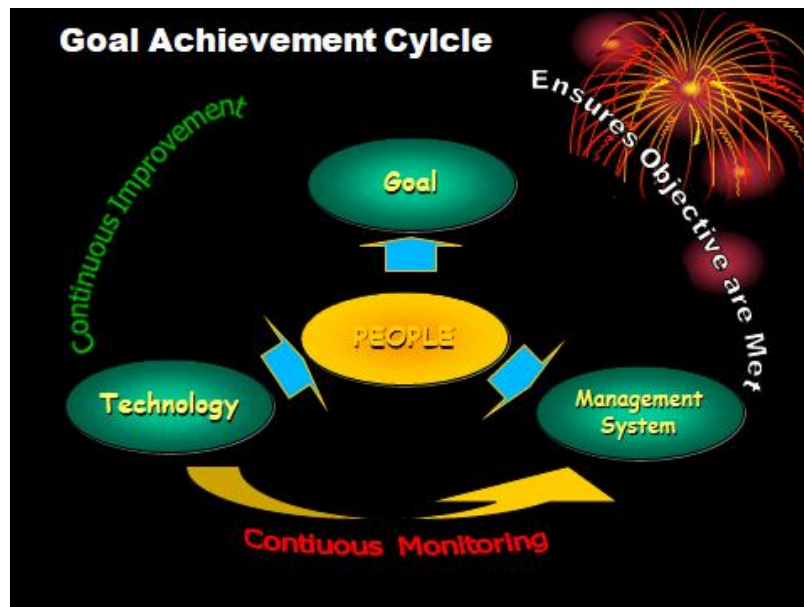 Goal Achievement Cylcle
Continuous Improvement
Ensures Objective are Met
Goal
PEOPLE
Technology
Management
System
Contiuous Monitoring